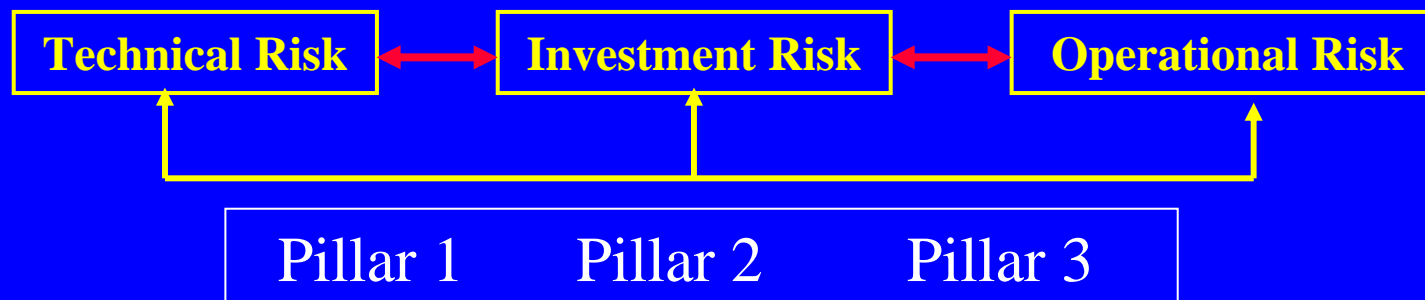 Technical Risk Investment Risk Operational Risk
Pillar 1 Pillar 2 Pillar 3